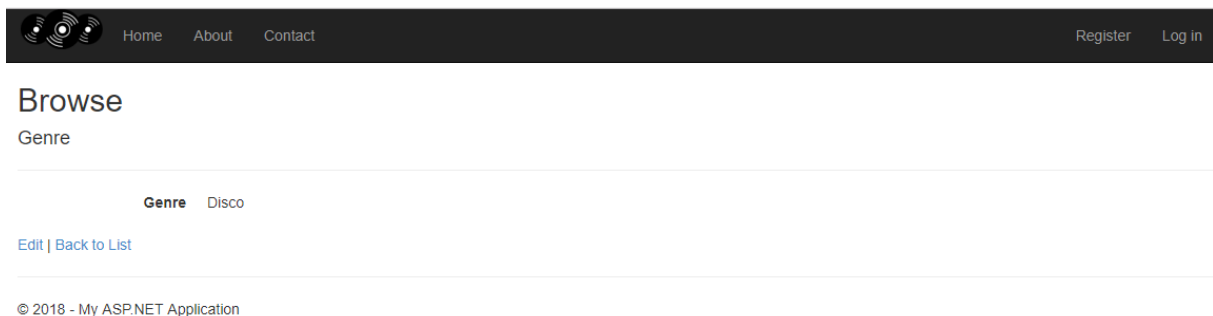 Home About Contact Register Log in
Browse
Genre
Genre Disco
Edit | Back to List
© 2018 - My ASP.NET Application